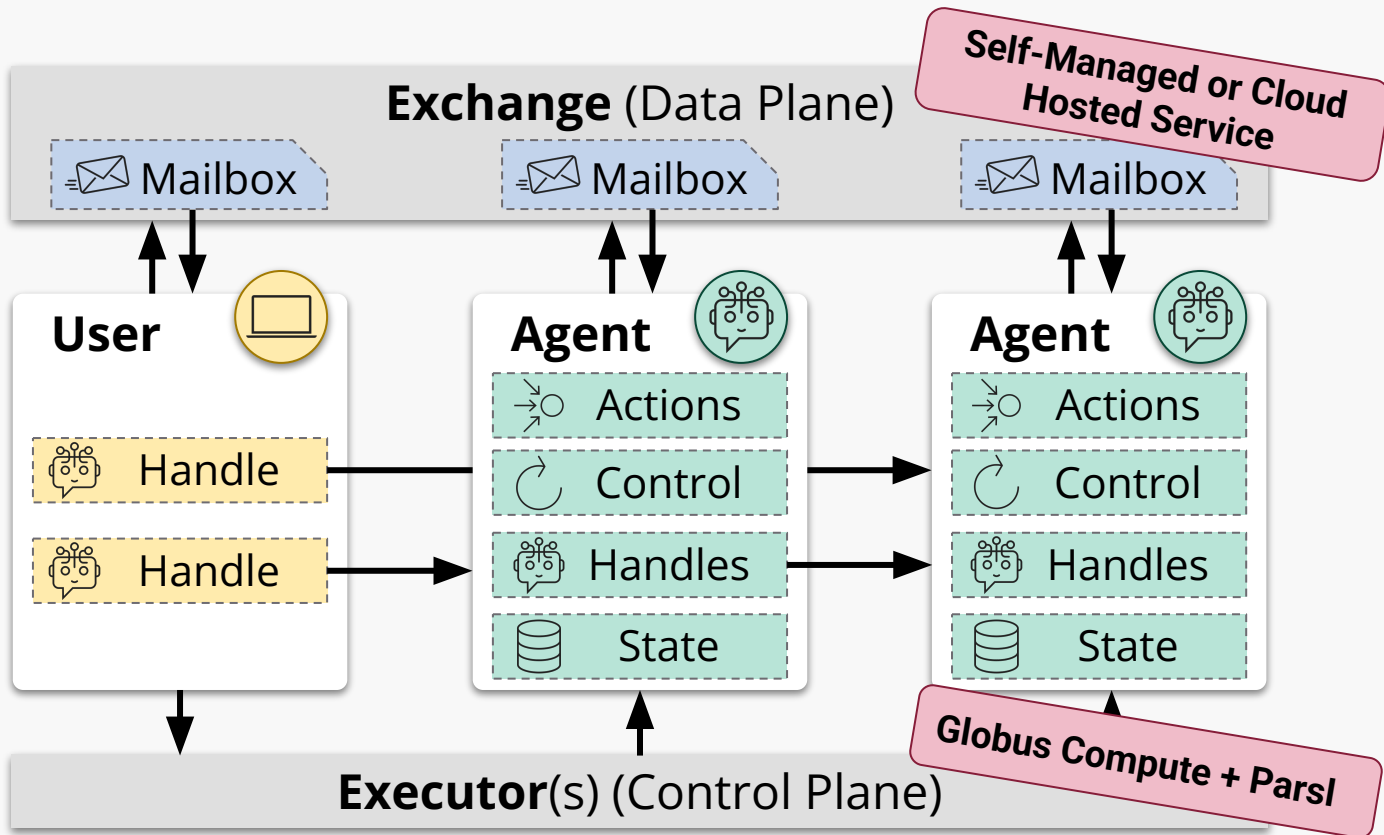 Self-Managed or Cloud
Hosted Service
Exchange (Data Plane)
Mailbox
Mailbox
Mailbox
User
Handle
Handle
Agent
Actions
Control
Handles
State
Agent
Actions
Control
Handles
State
Globus Compute + Parsl
Executor(s) (Control Plane)